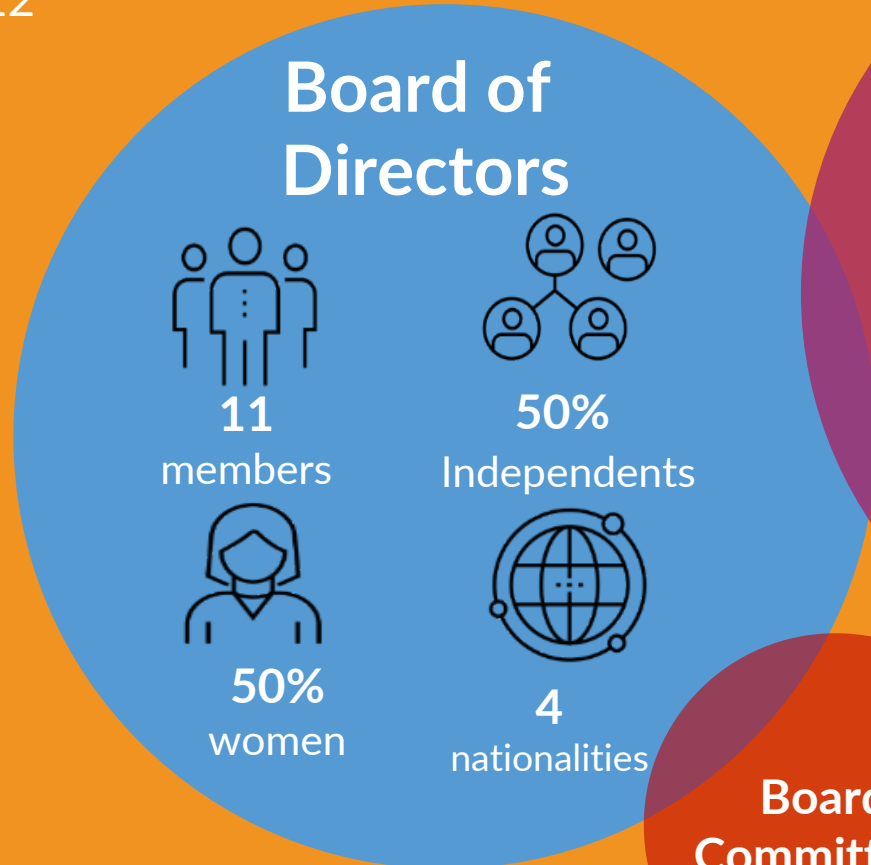 Board of
Directors
11
members
50%
Independents
50%
women
4
nationalities